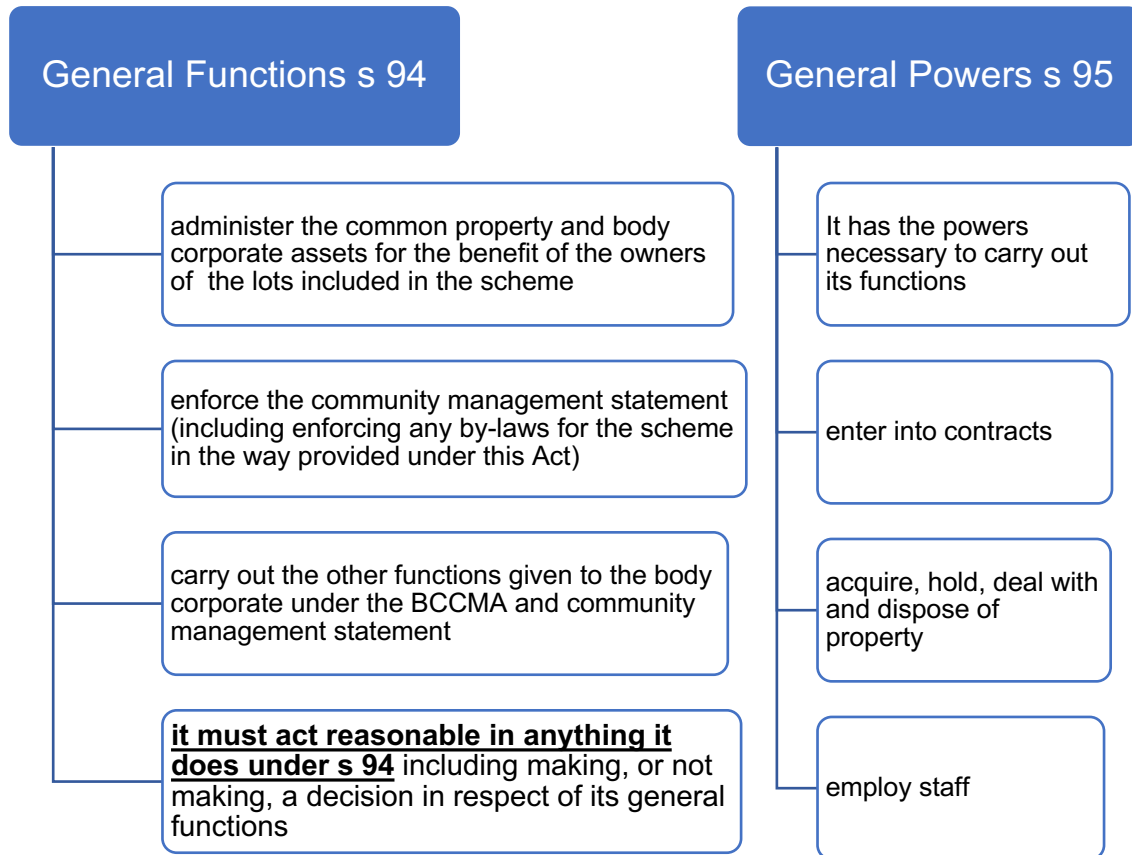 General Functions s 94
administer the common property and body
corporate assets for the benefit of the owners
of the lots included in the scheme
enforce the community management statement
(including enforcing any by-laws for the scheme
in the way provided under this Act)
carry out the other functions given to the body
corporate under the BCCMA and community
management statement
it must act reasonable in anything it
does under s 94 including making, or not
making, a decision in respect of its general
functions
General Powers s 95
It has the powers
necessary to carry out
its functions
enter into contracts
acquire, hold, deal with
and dispose of
property
employ staff